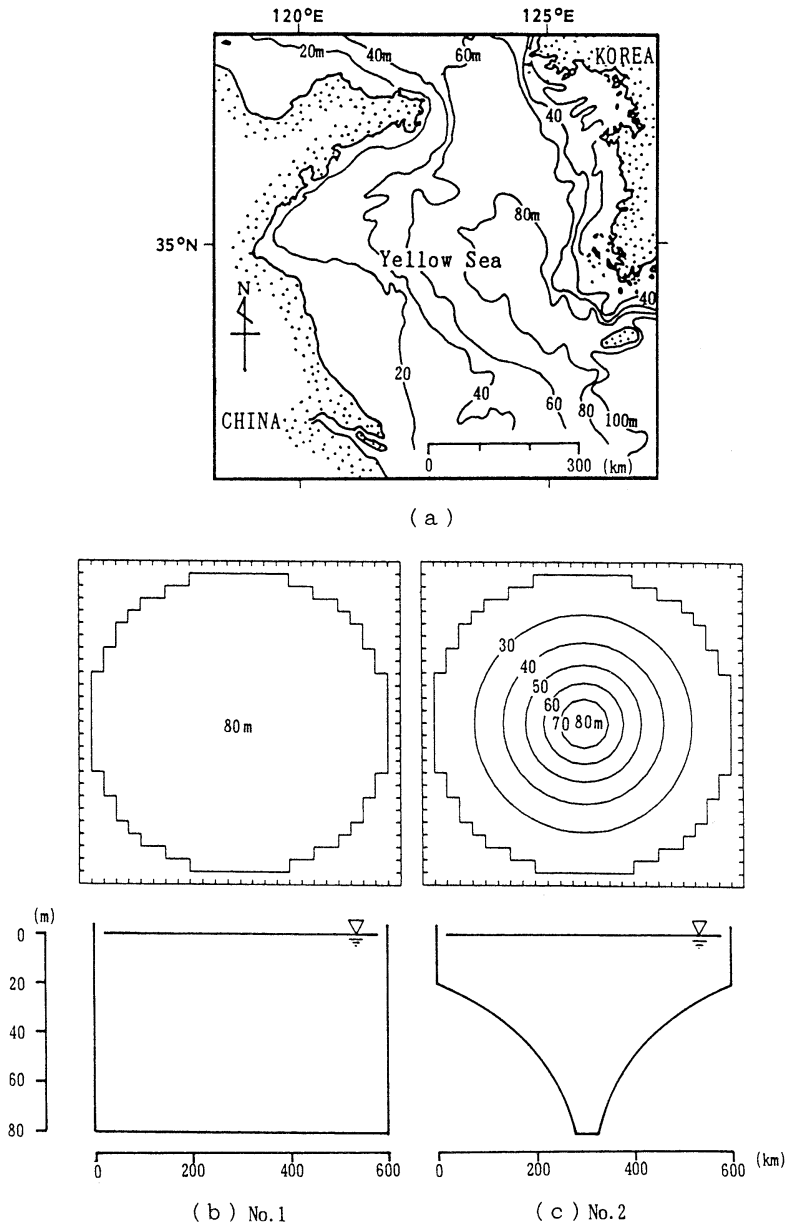 120°E 125°E
20m 40m 60m KOREA
40
80m
35°N
Yellow Sea
N
40
20
40
60 80 100m
CHINA
0 300 (km)
(a)
80m
30
40
50
60
70 80m
(m)
0
20
40
60
80
0 200 400 600
0 200 400 600 (km)
(b) No.1
(c) No.2